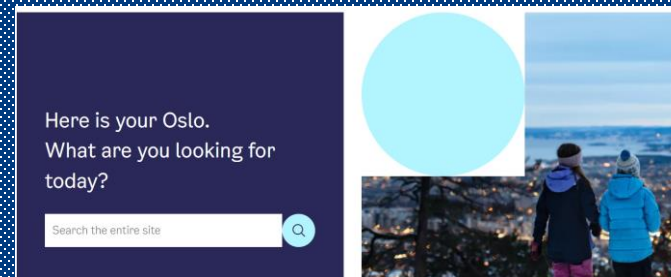 Here is your Oslo.
What are you looking for
today?
Search the entire site